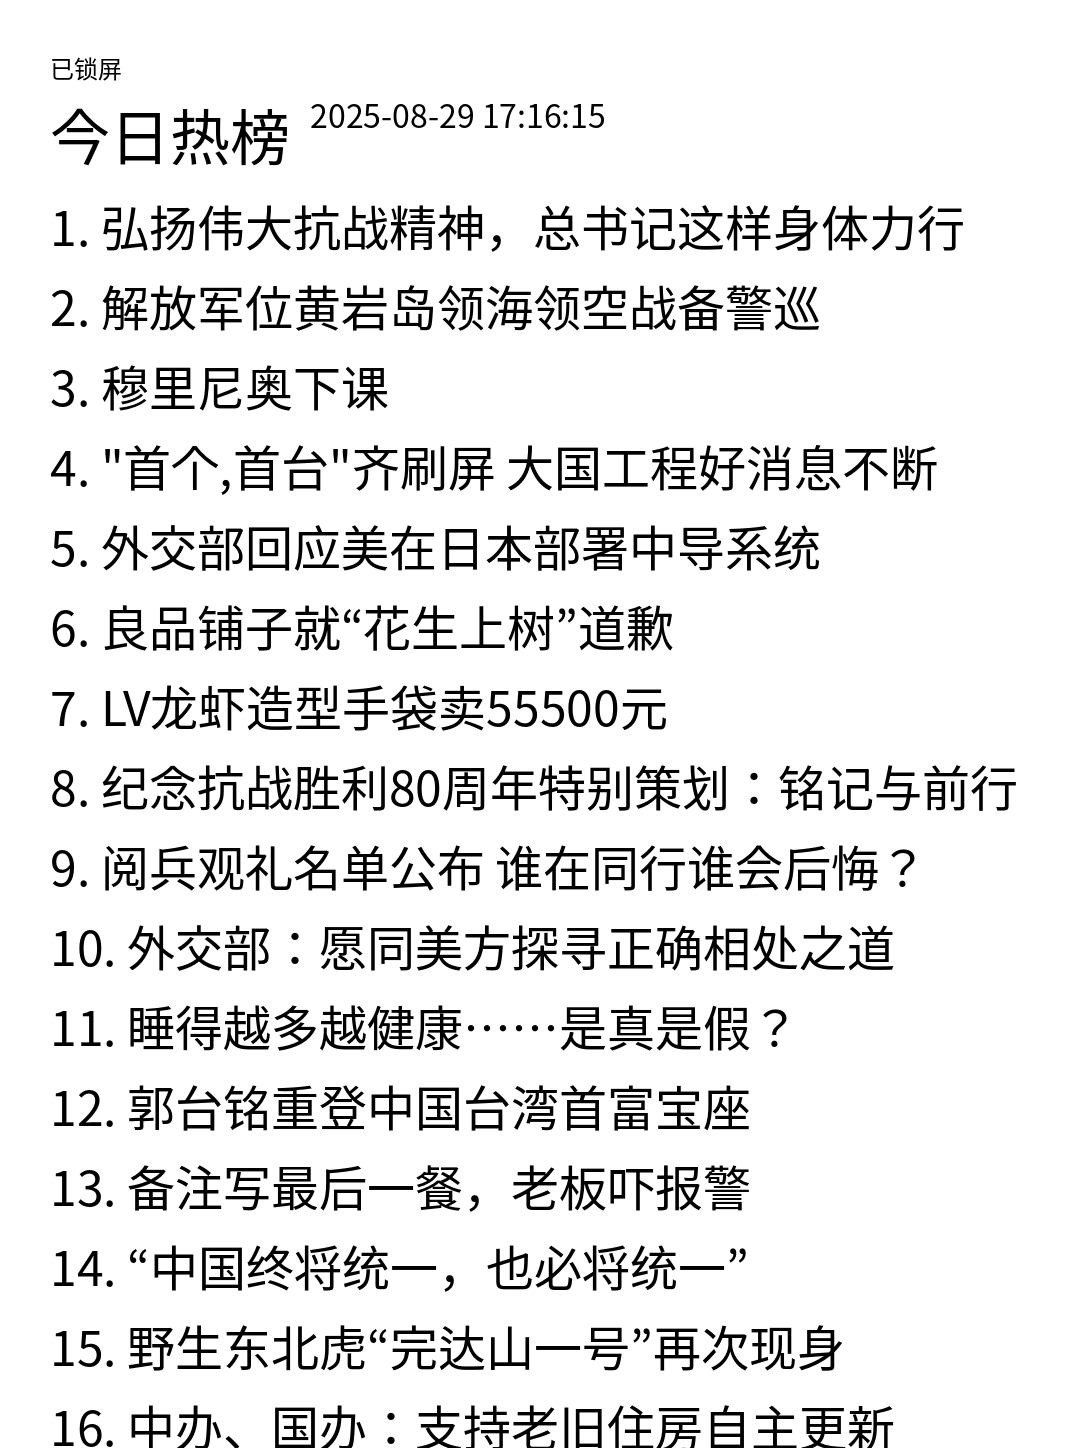 已锁屏
今日热榜 2025-08-29 17:16:15
1. 弘扬伟大抗战精神，总书记这样身体力行
2. 解放军位黄岩岛领海领空战备警巡
3. 穆里尼奥下课
4. "首个,首台"齐刷屏 大国工程好消息不断
5. 外交部回应美在日本部署中导系统
6. 良品铺子就“花生上树”道歉
7. LV龙虾造型手袋卖55500元
8. 纪念抗战胜利80周年特别策划：铭记与前行
9. 阅兵观礼名单公布 谁在同行谁会后悔？
10. 外交部：愿同美方探寻正确相处之道
11. 睡得越多越健康……是真是假？
12. 郭台铭重登中国台湾首富宝座
13. 备注写最后一餐，老板吓报警
14. “中国终将统一，也必将统一”
15. 野生东北虎“完达山一号”再次现身
16. 中办、国办：支持老旧住房自主更新